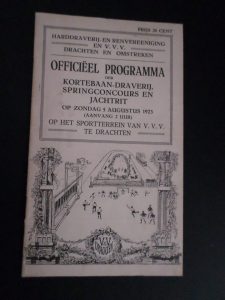 PRIJS 25 CENT
HARDDRAVERIJ- EN RENVEREENIGING
EN V.V.V.
DRACHTEN EN OMSTREKEN
OFFICIËEL PROGRAMMA
DER
KORTEBAAN-DRAVERIJ,
SPRINGCONCOURS EN
JACHTRIT
OP ZONDAG 5 AUGUSTUS 1923
(AANVANG 2 UUR)
OP HET SPORTTERREIN VAN V.V.V.
TE DRACHTEN